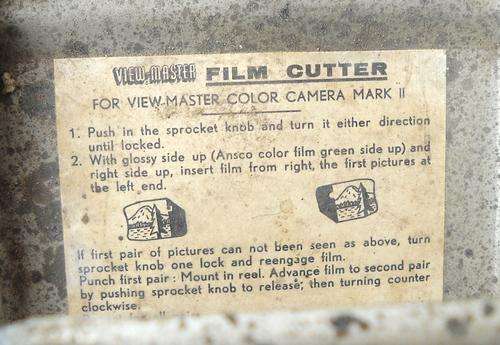 VIEW-MASTER FILM CUTTER
FOR VIEW-MASTER COLOR CAMERA MARK II
1. Push in the sprocket knob and turn it either direction
until locked.
2. With glossy side up (Ansco color film green side up) and
right side up, insert film from right, the first pictures at
the left end.
If first pair of pictures can not been seen as above, turn
sprocket knob one lock and reengage film.
Punch first pair : Mount in reel. Advance film to second pair
by pushing sprocket knob to release; then turning counter
clockwise.